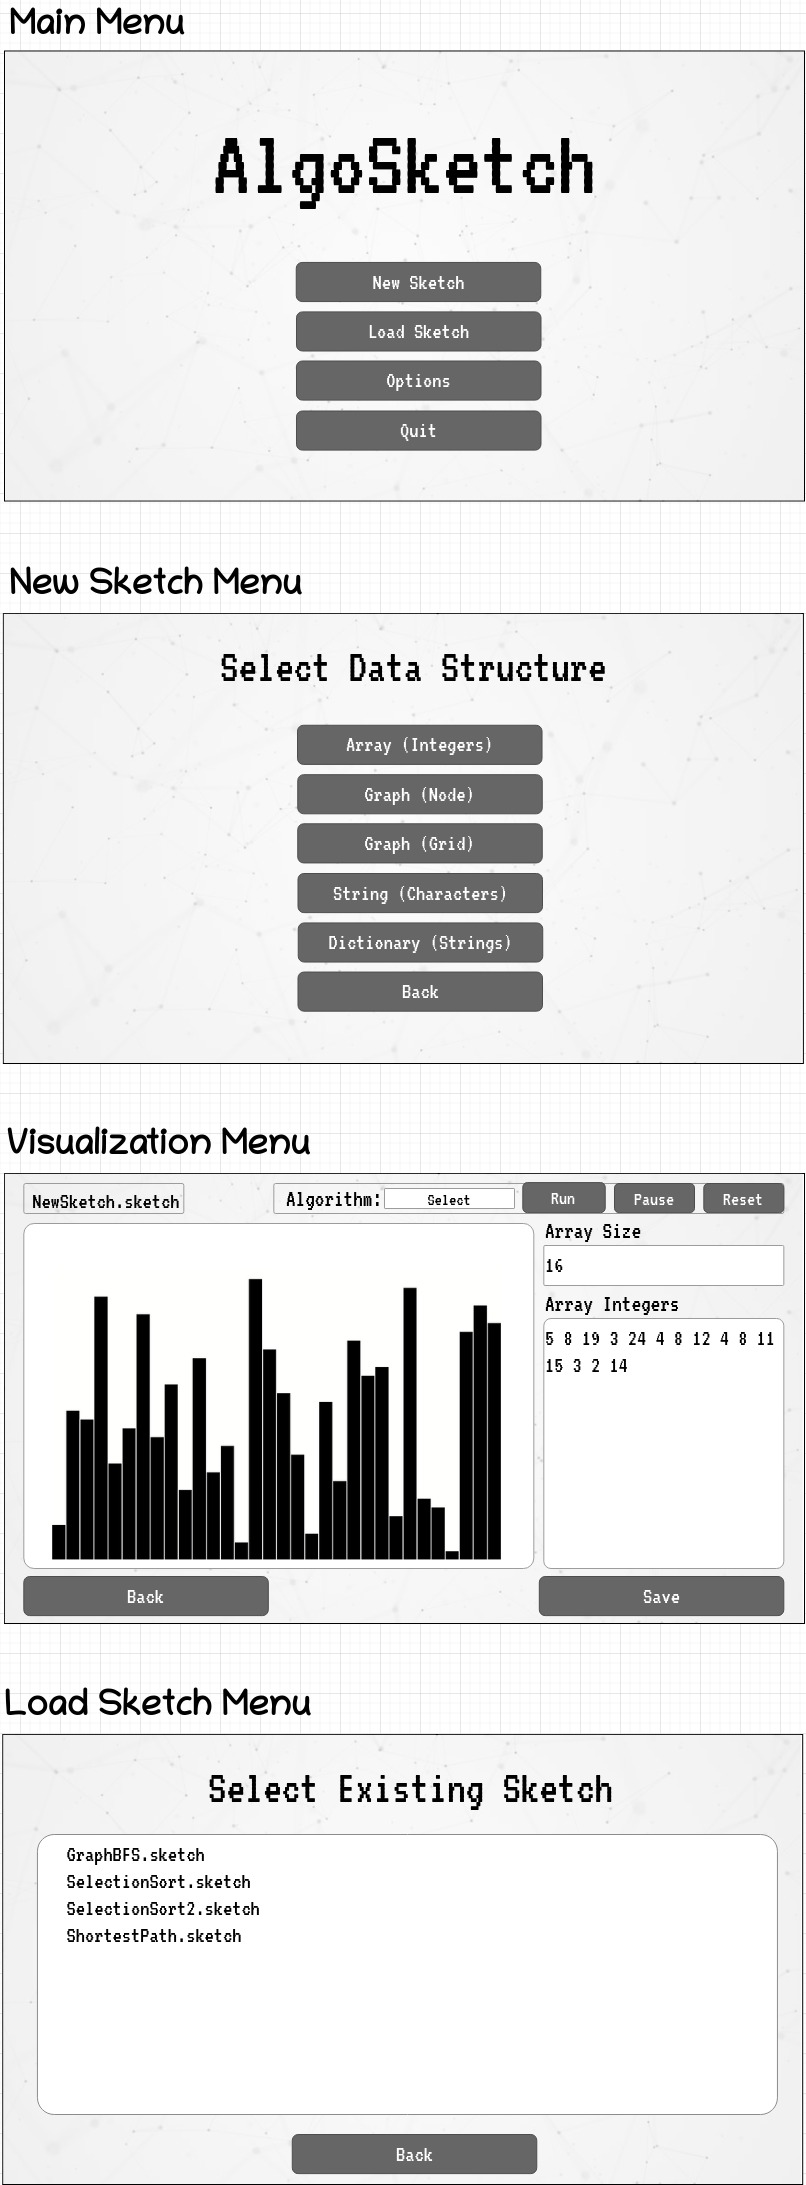 Main Menu
AlgoSketch
New Sketch
Load Sketch
Options
Quit
New Sketch Menu
Select Data Structure
Array (Integers)
Graph (Node)
Graph (Grid)
String (Characters)
Dictionary (Strings)
Back
Visualization Menu
NewSketch.sketch
Algorithm: Select Run Pause Reset
Array Size
16
Array Integers
5 8 19 3 24 4 8 12 4 8 11
15 3 2 14
Back
Save
Load Sketch Menu
Select Existing Sketch
GraphBFS.sketch
SelectionSort.sketch
SelectionSort2.sketch
ShortestPath.sketch
Back